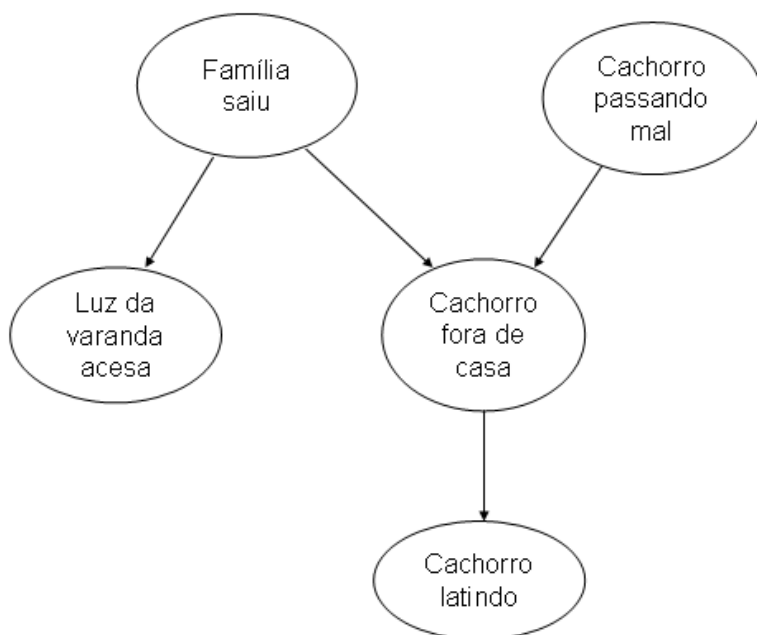 Família
saiu
Cachorro
passando
mal
Luz da
varanda
acesa
Cachorro
fora de
casa
Cachorro
latindo